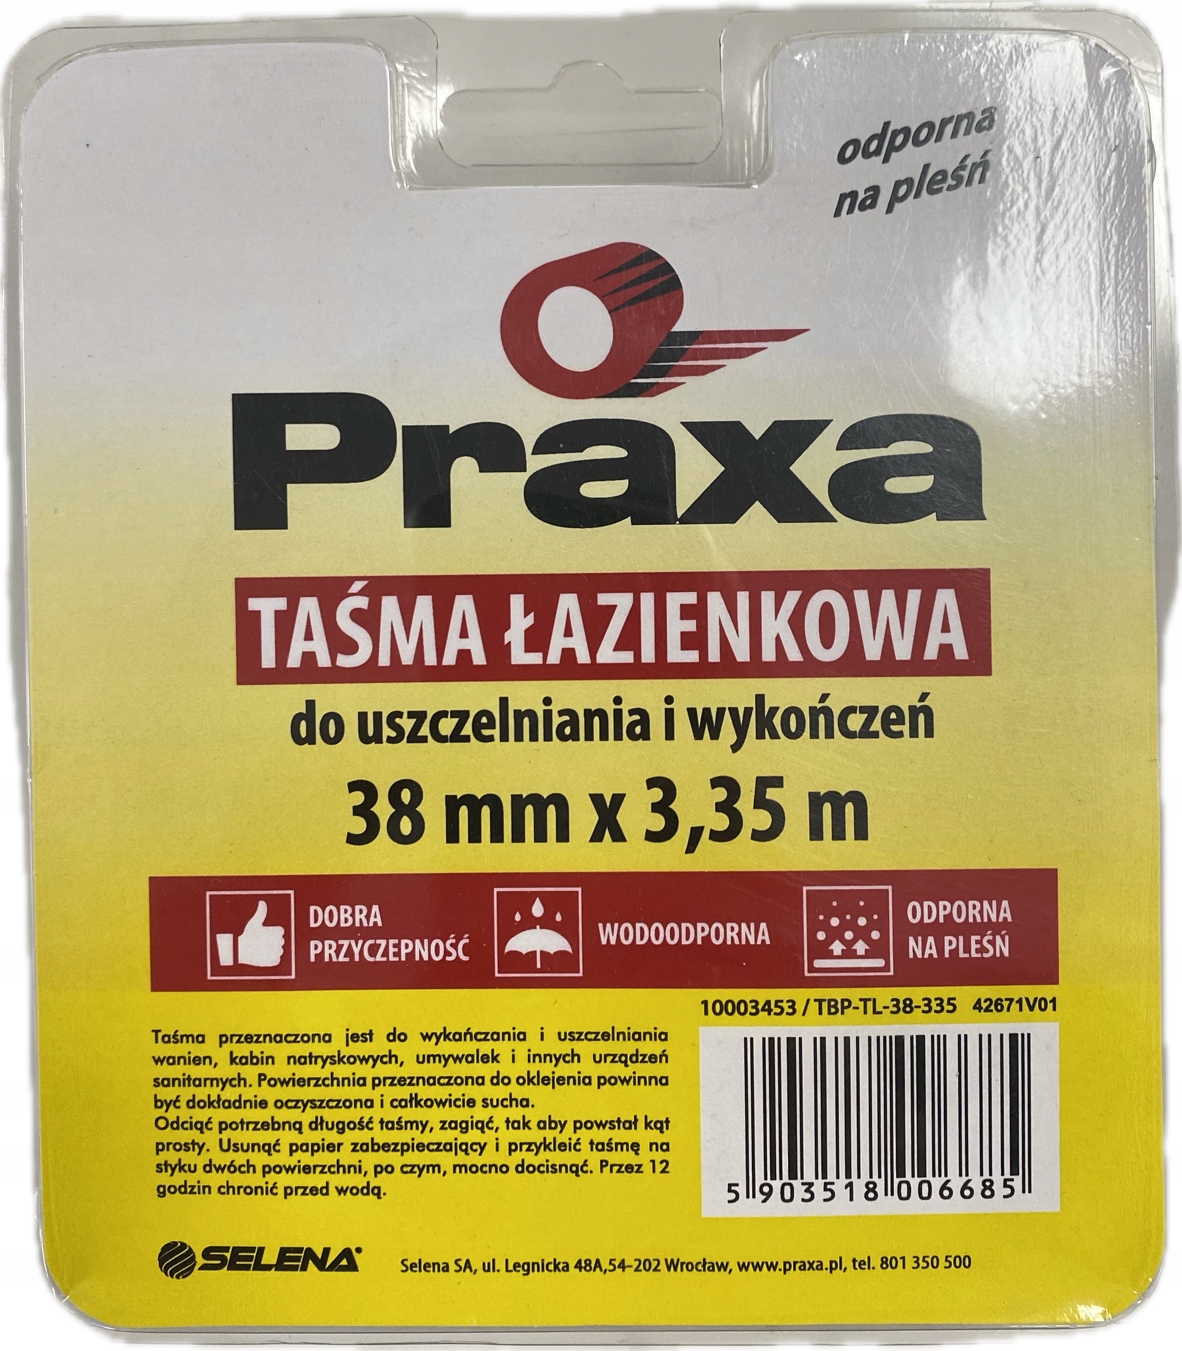 odporna
na pleśń
Praxa
TAŚMA ŁAZIENKOWA
do uszczelniania i wykończeń
38 mm x 3,35 m
DOBRA
PRZYCZEPNOŚĆ
WODOODPORNA
ODPORNA
NA PLEŚŃ
10003453 / TBP-TL-38-335 42671V01
Taśma przeznaczona jest do wykańczania i uszczelniania
wanien, kabin natryskowych, umywalek i innych urządzeń
sanitarnych. Powierzchnia przeznaczona do oklejenia powinna
być dokładnie oczyszczona i całkowicie sucha.
Odciąć potrzebną długość taśmy, zagiąć, tak aby powstał kąt
prosty. Usunąć papier zabezpieczający i przykleić taśmę na
styku dwóch powierzchni, po czym, mocno docisnąć. Przez 12
godzin chronić przed wodą.
5 903518 006685
SELENA
Selena SA, ul. Legnicka 48A,54-202 Wrocław, www.praxa.pl, tel. 801 350 500